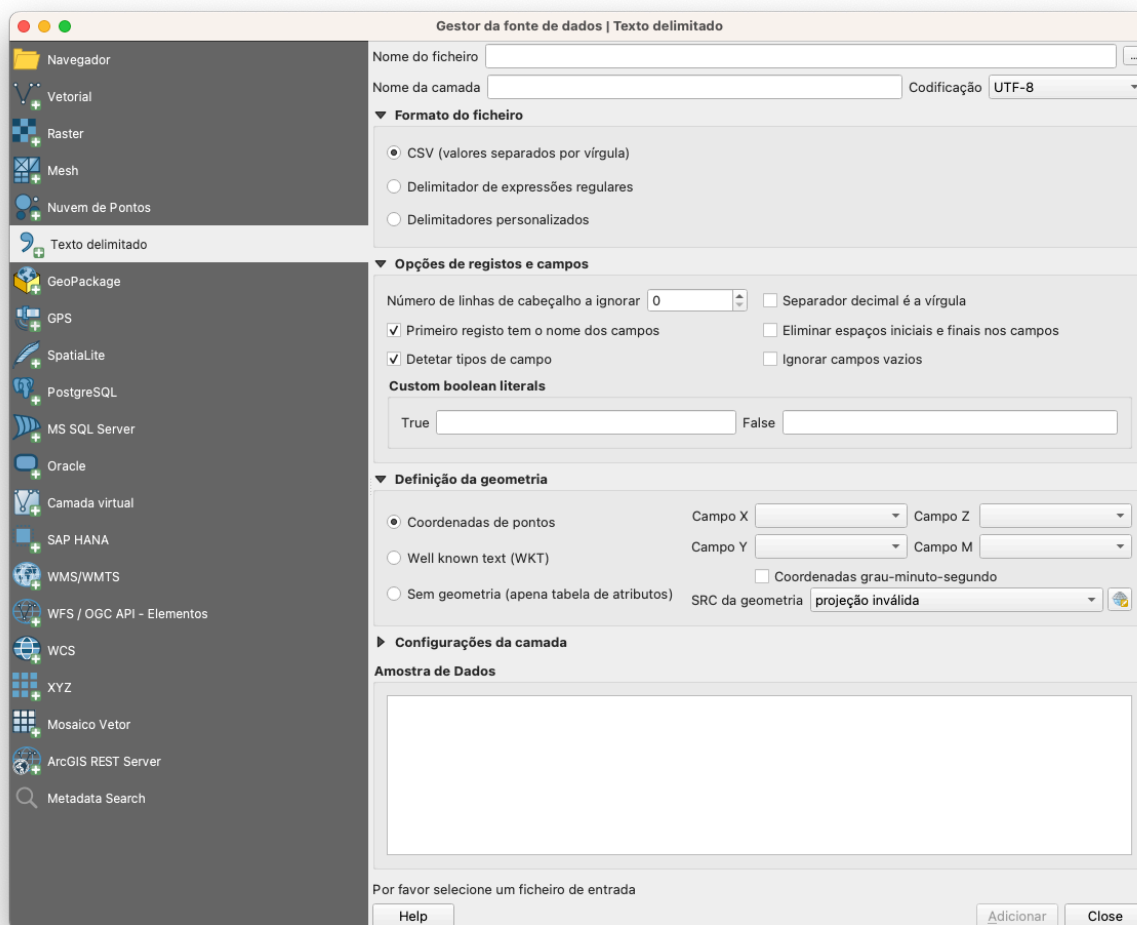 Gestor da fonte de dados | Texto delimitado
Navegador
Vetorial
Raster
Mesh
Nuvem de Pontos
Texto delimitado
GeoPackage
GPS
SpatiaLite
PostgreSQL
MS SQL Server
Oracle
Camada virtual
SAP HANA
WMS/WMTS
WFS / OGC API - Elementos
WCS
XYZ
Mosaico Vetor
ArcGIS REST Server
Metadata Search
Nome do ficheiro ...
Nome da camada Codificação UTF-8
Formato do ficheiro
CSV (valores separados por vírgula)
Delimitador de expressões regulares
Delimitadores personalizados
Opções de registos e campos
Número de linhas de cabeçalho a ignorar 0 Separador decimal é a vírgula
Primeiro registo tem o nome dos campos Eliminar espaços iniciais e finais nos campos
Detetar tipos de campo Ignorar campos vazios
Custom boolean literals
True False
Definição da geometria
Coordenadas de pontos Campo X Campo Z
Well known text (WKT) Campo Y Campo M
Coordenadas grau-minuto-segundo
Sem geometria (apena tabela de atributos) SRC da geometria projeção inválida
Configurações da camada
Amostra de Dados
Por favor selecione um ficheiro de entrada
Help Adicionar Close